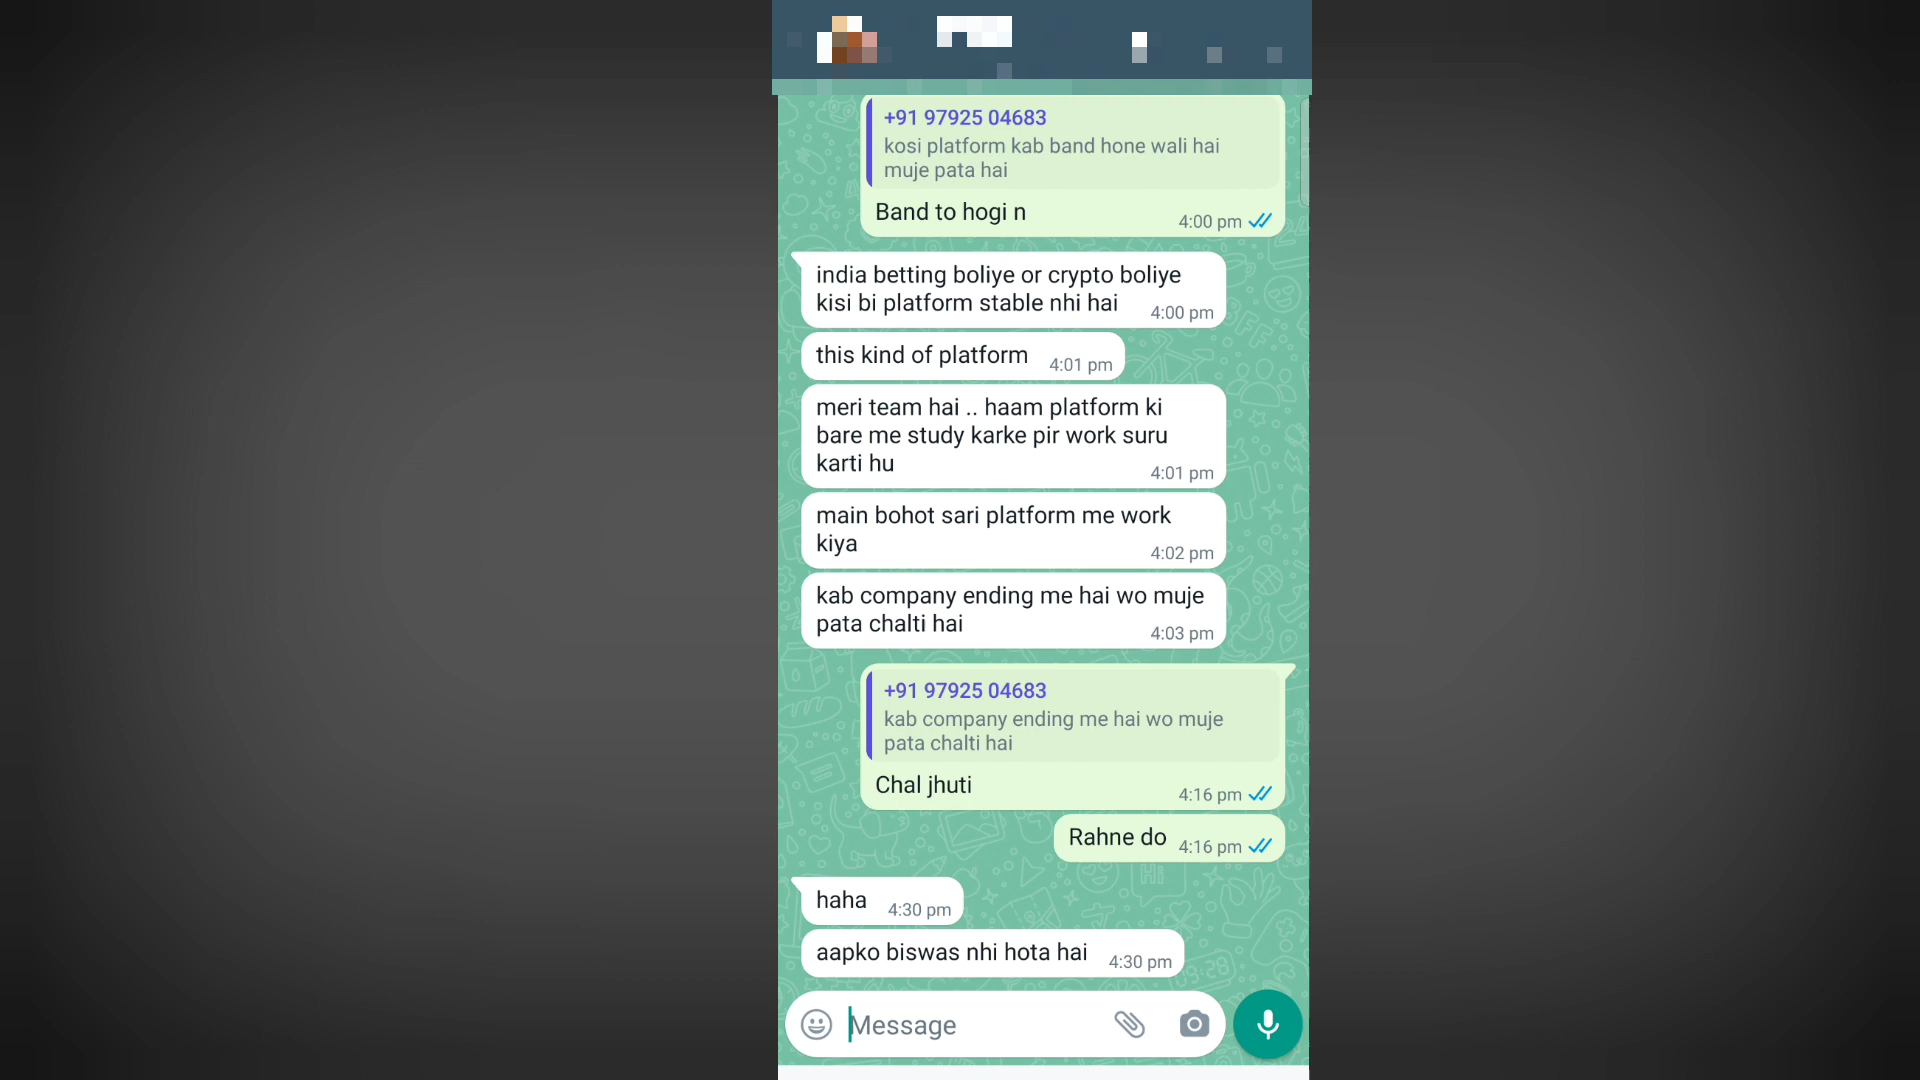 +91 97925 04683
kosi platform kab band hone wali hai
muje pata hai
Band to hogi n
4:00 pm
india betting boliye or crypto boliye
kisi bi platform stable nhi hai
4:00 pm
this kind of platform
4:01 pm
meri team hai .. haam platform ki
bare me study karke pir work suru
karti hu
4:01 pm
main bohot sari platform me work
kiya
4:02 pm
kab company ending me hai wo muje
pata chalti hai
4:03 pm
+91 97925 04683
kab company ending me hai wo muje
pata chalti hai
Chal jhuti
4:16 pm
Rahne do
4:16 pm
haha
4:30 pm
aapko biswas nhi hota hai
4:30 pm
Message